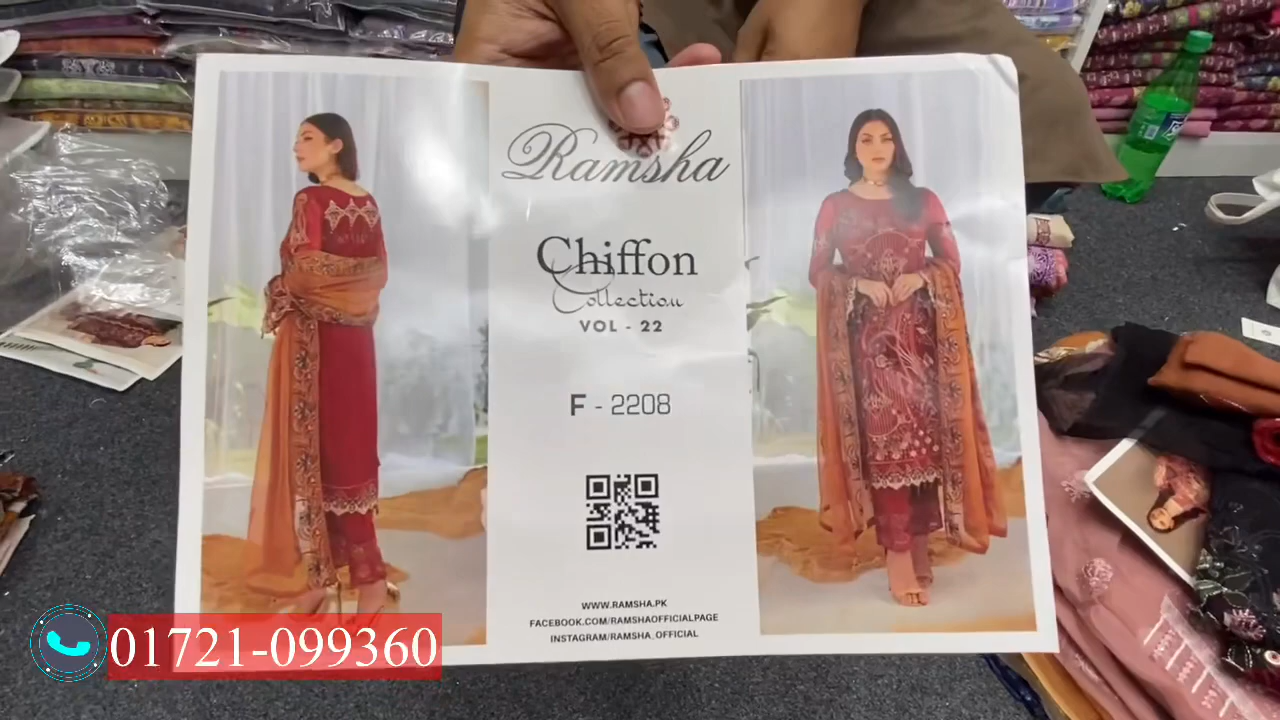 Ramsha
Chiffon
Collection
VOL - 22
F - 2208
WWW.RAMSHA.PK
FACEBOOK.COM/RAMSHAOFFICIALPAGE
INSTAGRAM/RAMSHA_OFFICIAL
01721-099360